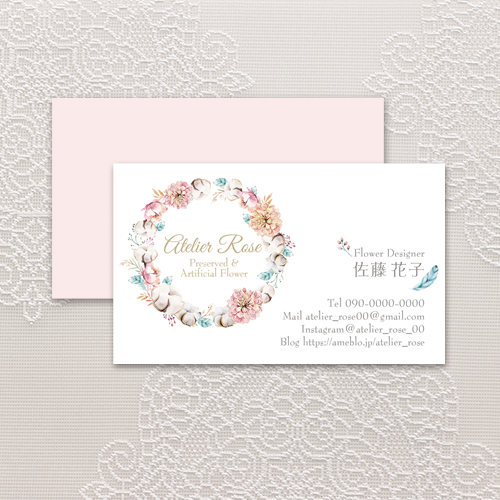 Atelier Rose
Preserved &
Artificial Flower
Flower Designer
佐藤 花子
Tel 090-0000-0000
Mail atelier_rose00@gmail.com
Instagram@atelier_rose_00
Blog https://ameblo.jp/atelier_rose